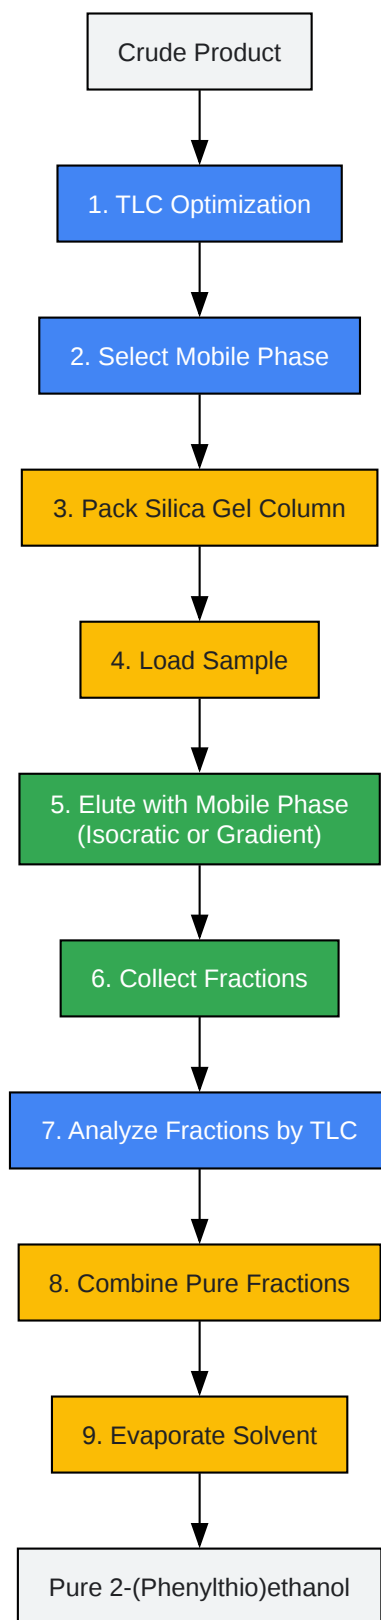 Crude Product
1. TLC Optimization
2. Select Mobile Phase
3. Pack Silica Gel Column
4. Load Sample
5. Elute with Mobile Phase
(Isocratic or Gradient)
6. Collect Fractions
7. Analyze Fractions by TLC
8. Combine Pure Fractions
9. Evaporate Solvent
Pure 2-(Phenylthio)ethanol